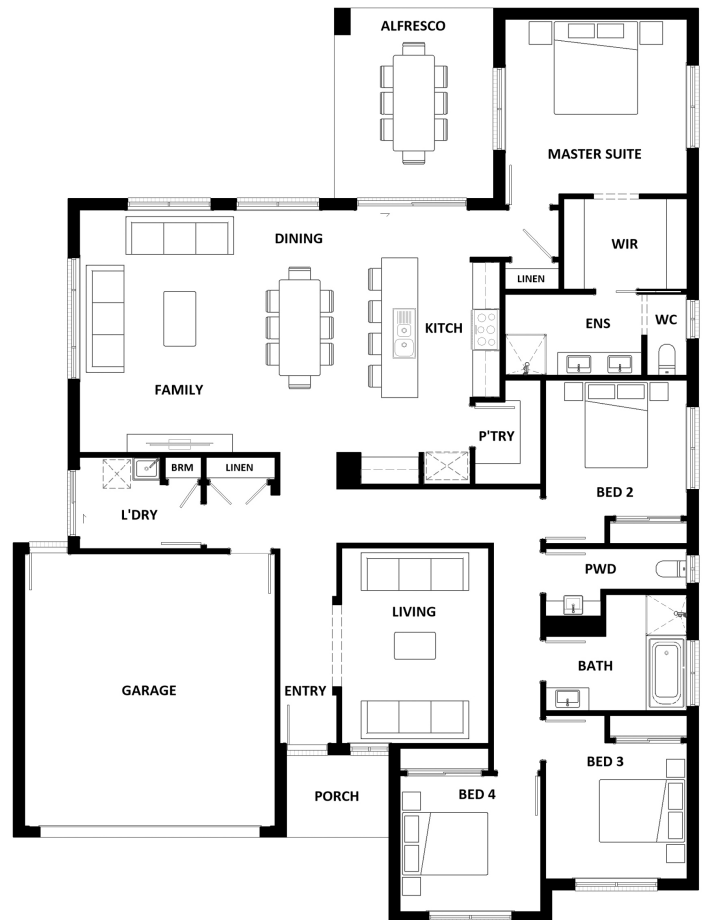 ALFRESCO
MASTER SUITE
DINING
WIR
LINEN
KITCH
ENS
WC
FAMILY
P'TRY
BRM
LINEN
BED 2
L'DRY
PWD
LIVING
BATH
GARAGE
ENTRY
BED 3
PORCH
BED 4